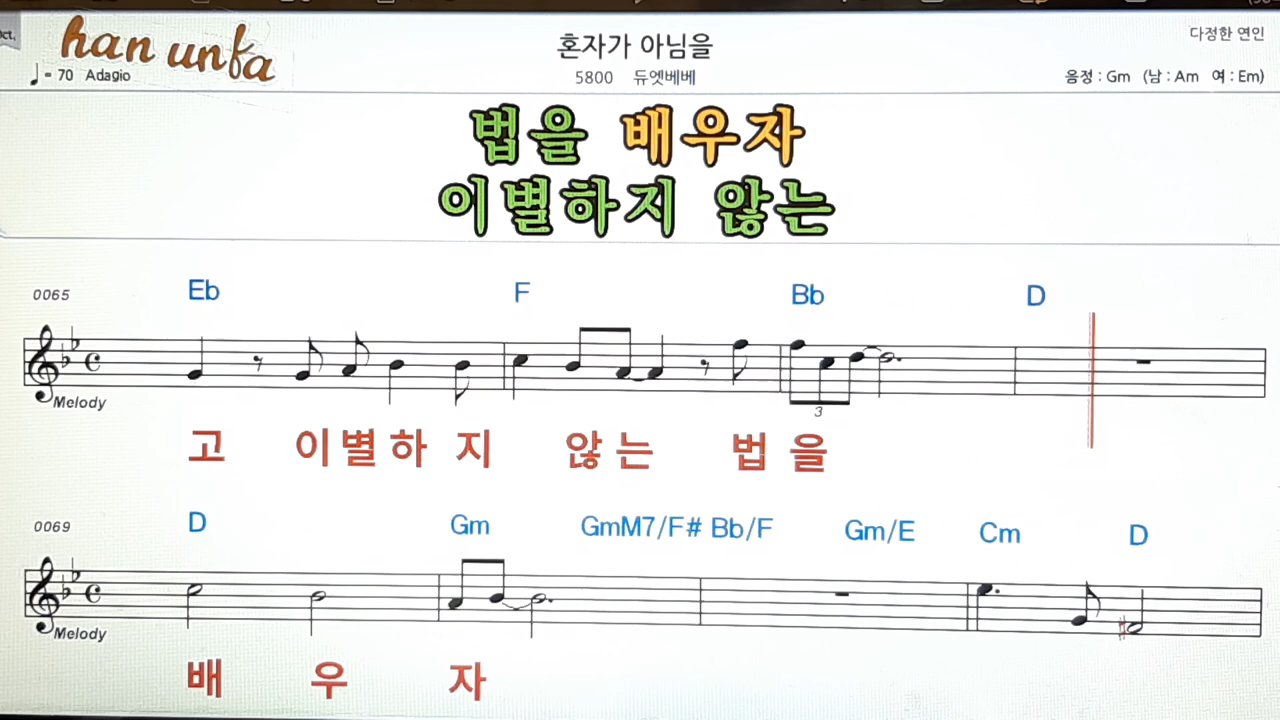 han unfa
♩= 70 Adagio
혼자가 아님을
5800 듀엣베베
다정한 연인
음정 : Gm (남 : Am 여 : Em)
법을 배우자
이별하지 않는
0065
Eb F Bb D
3
Melody
고 이별하지 않는 법을
0069
D Gm GmM7/F# Bb/F Gm/E Cm D
Melody
배 우 자